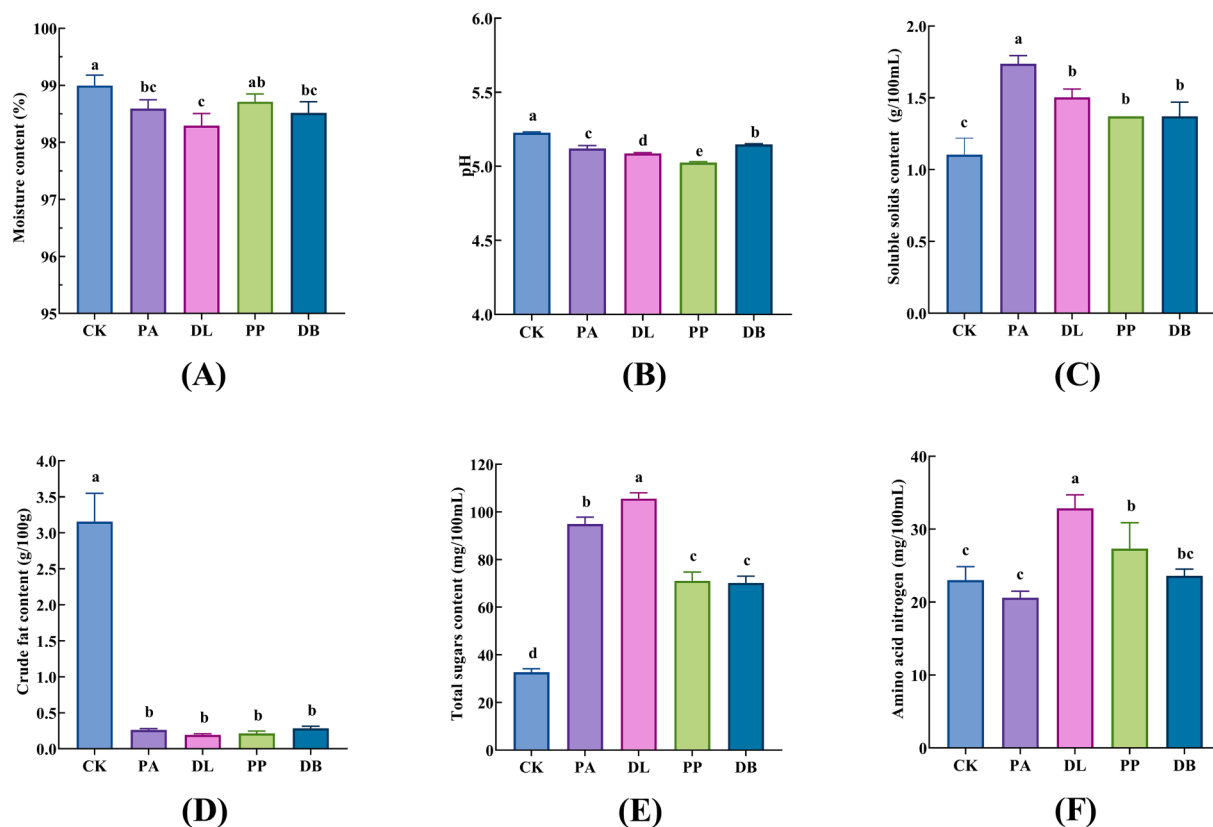 Moisture content (%)
100
99
98
97
96
95
a
bc
c
ab
bc
CK PA DL PP DB
(A)
pH
6.0
5.5
5.0
4.5
4.0
a
c
d
e
b
CK PA DL PP DB
(B)
Soluble solids content (g/100mL)
2.0
1.5
1.0
0.5
0.0
c
a
b
b
b
CK PA DL PP DB
(C)
Crude fat content (g/100g)
4.0
3.5
3.0
2.5
2.0
1.5
1.0
0.5
0.0
a
b
b
b
b
CK PA DL PP DB
(D)
Total sugars content (mg/100mL)
120
100
80
60
40
20
0
d
b
a
c
c
CK PA DL PP DB
(E)
Amino acid nitrogen (mg/100mL)
40
30
20
10
0
c
c
a
b
bc
CK PA DL PP DB
(F)